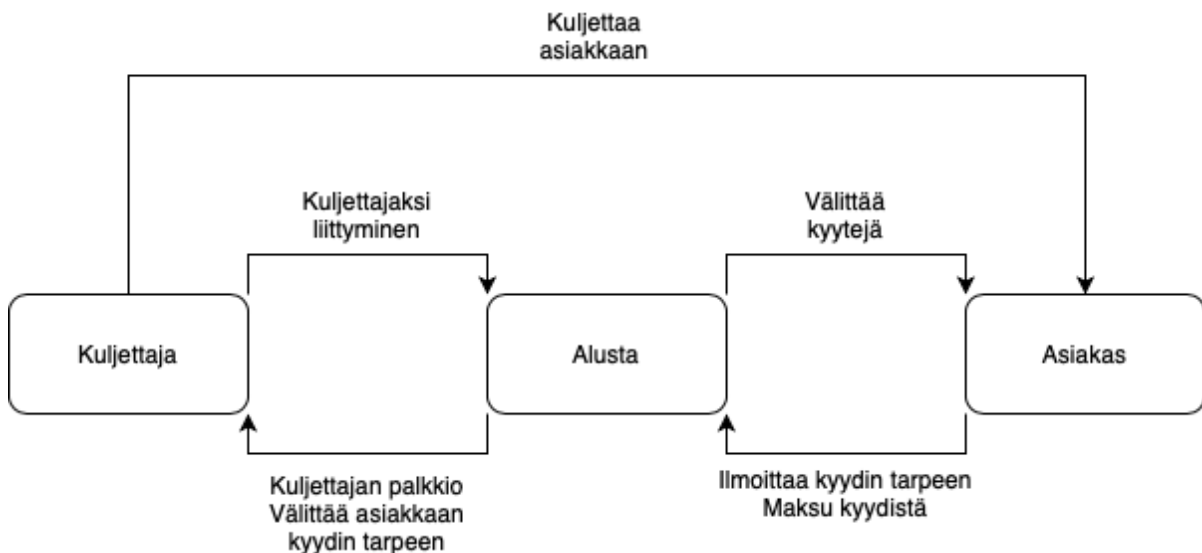 Kuljettaa
asiakkaan
Kuljettajaksi
liittyminen
Välittää
kyytejä
Kuljettaja
Alusta
Asiakas
Kuljettajan palkkio
Välittää asiakkaan
kyydin tarpeen
Ilmoittaa kyydin tarpeen
Maksu kyydistä